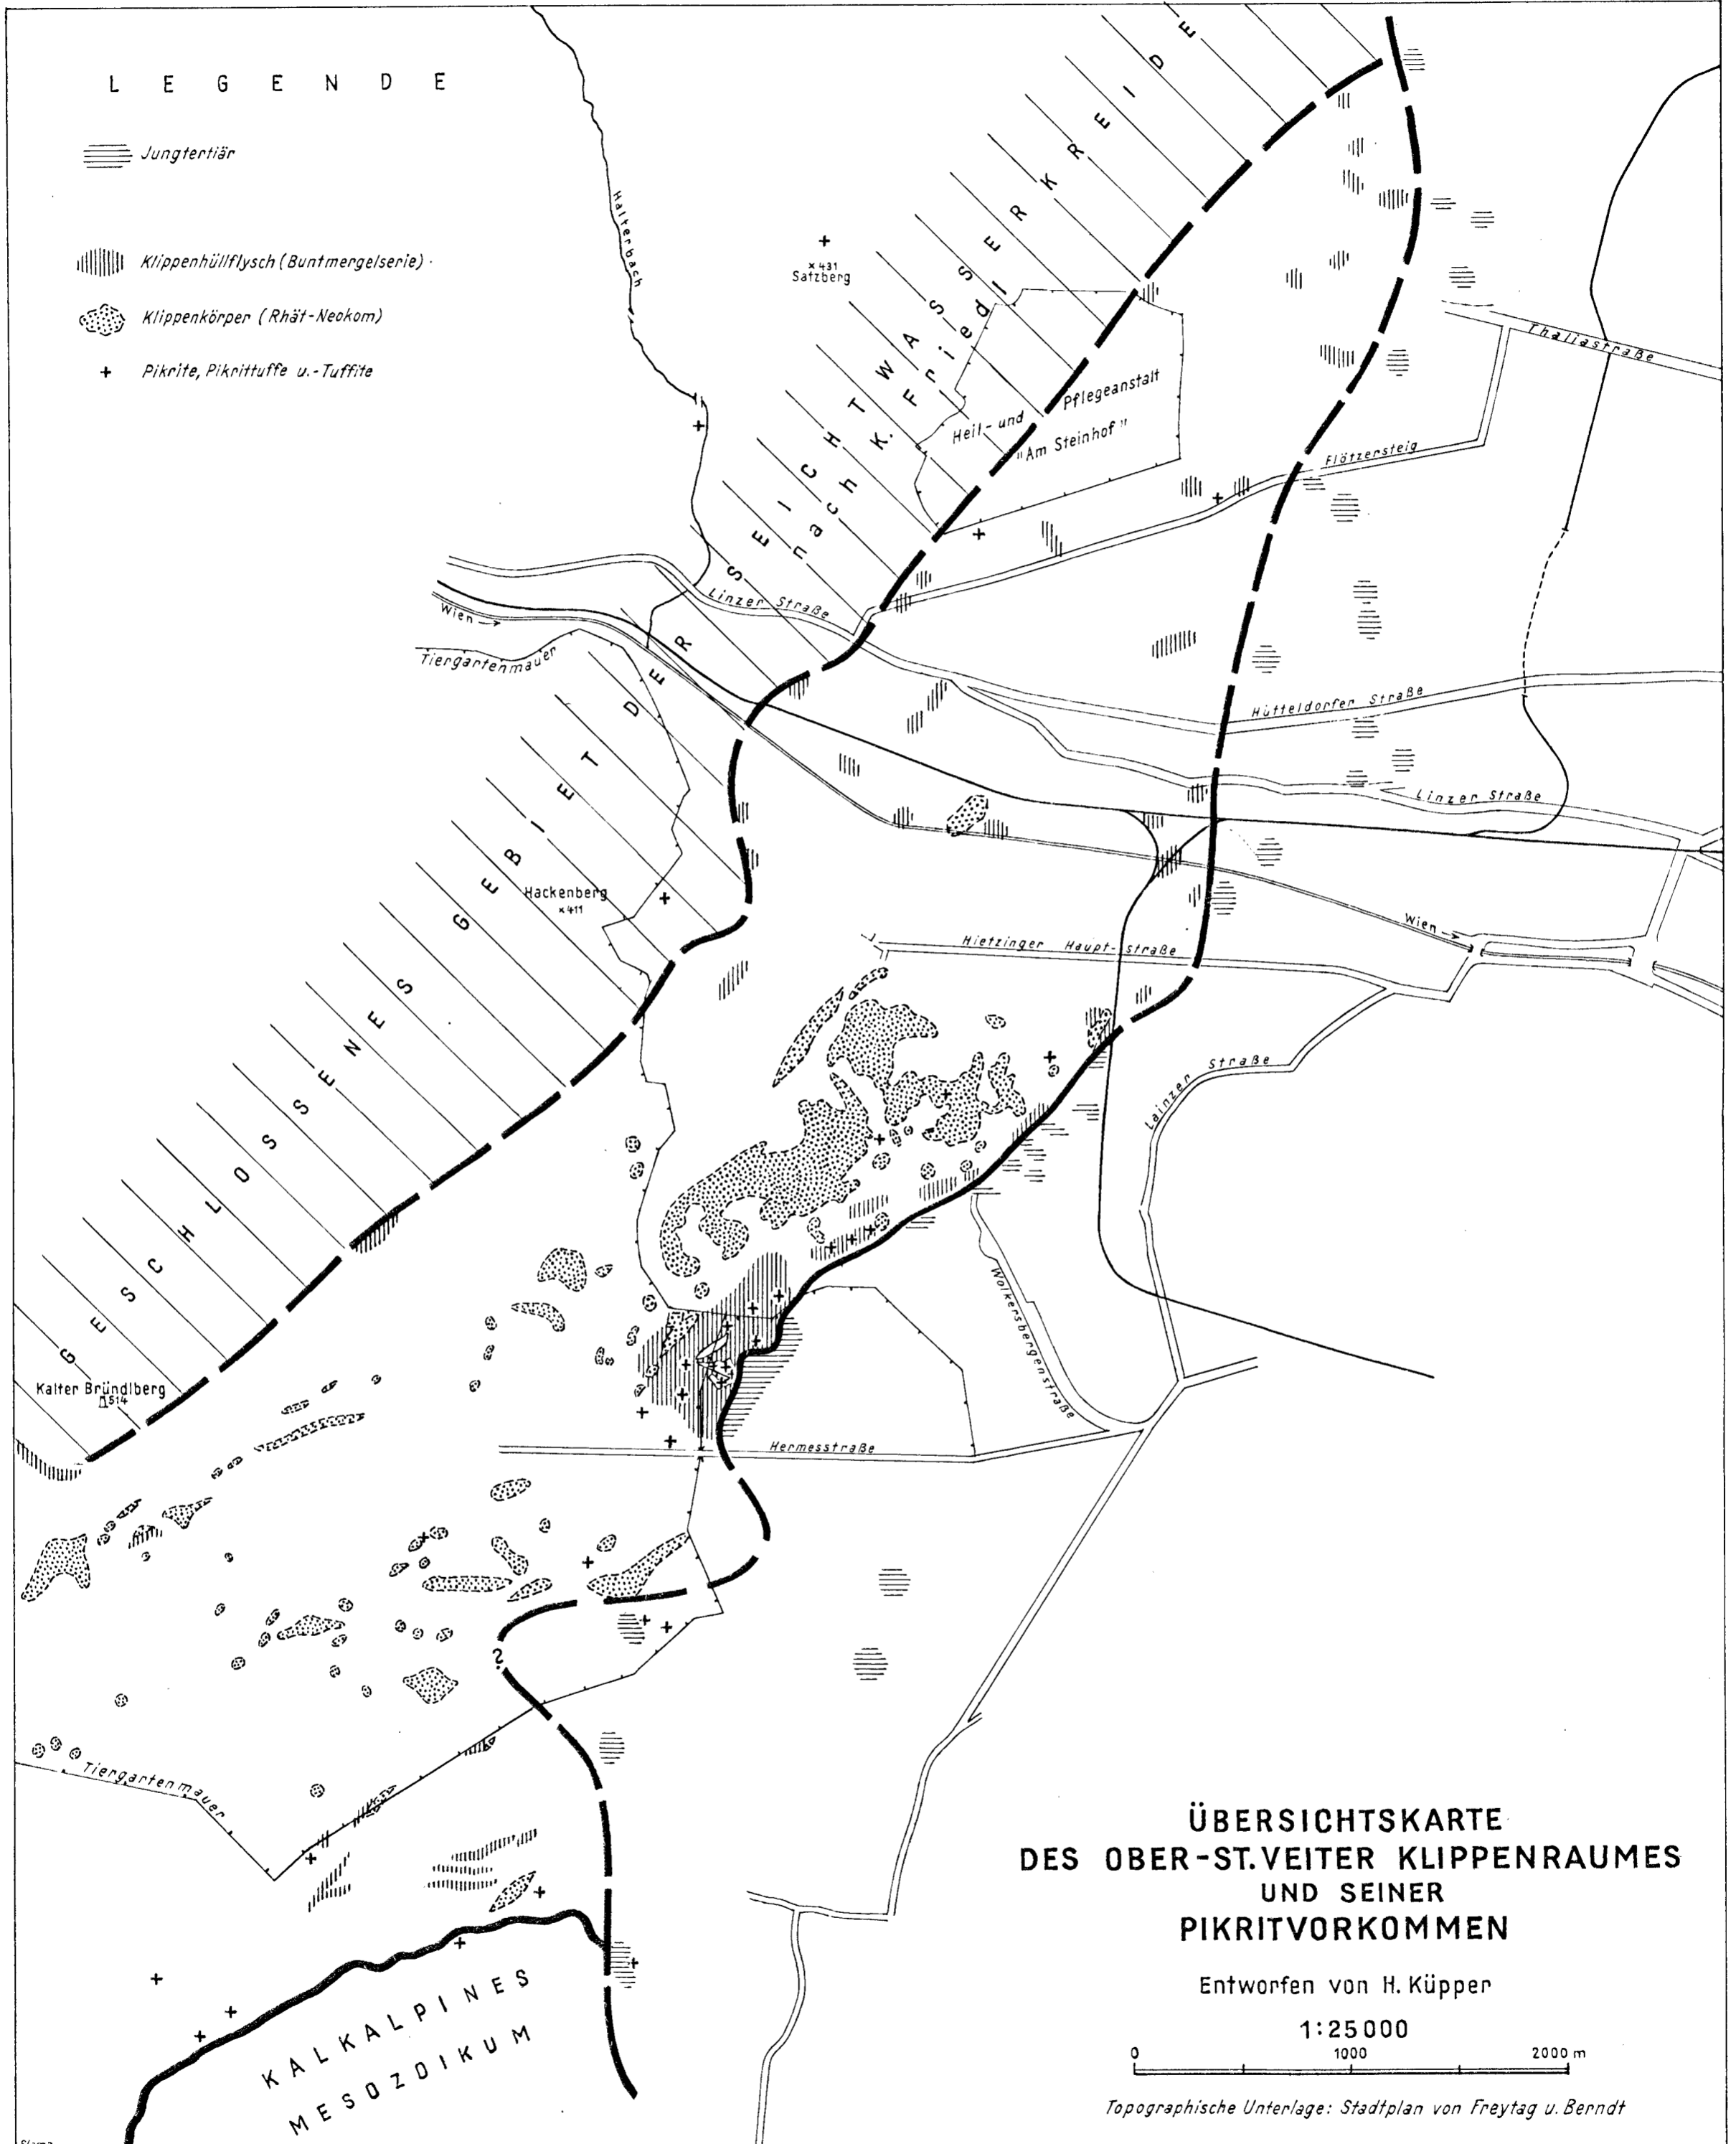 LEGENDE
Jungtertiär
Klippenhüllflysch (Buntmergelserie)
Klippenkörper (Rhät-Neokom)
Pikrite, Pikrittuffe u.-Tuffite
Halterbach
×431
Satzberg
GESCHLOSSENES GEBIET DER SEICHTWASSERKREIDE
nach K. Friedl
Heil- und Pflegeanstalt
"Am Steinhof"
Thaliastraße
Flötzersteig
Linzer Straße
Wien →
Tiergartenmauer
Hütteldorfer Straße
Linzer Straße
Hackenberg
×411
Wien →
Hietzinger Haupt-straße
Lainzer Straße
Wolkersbergenstraße
Kalter Bründlberg
514
Hermesstraße
?
Tiergartenmauer
KALKALPINES
MESOZOIKUM
ÜBERSICHTSKARTE
DES OBER-ST.VEITER KLIPPENRAUMES
UND SEINER
PIKRITVORKOMMEN
Entworfen von H. Küpper
1:25000
0 1000 2000 m
Topographische Unterlage: Stadtplan von Freytag u. Berndt